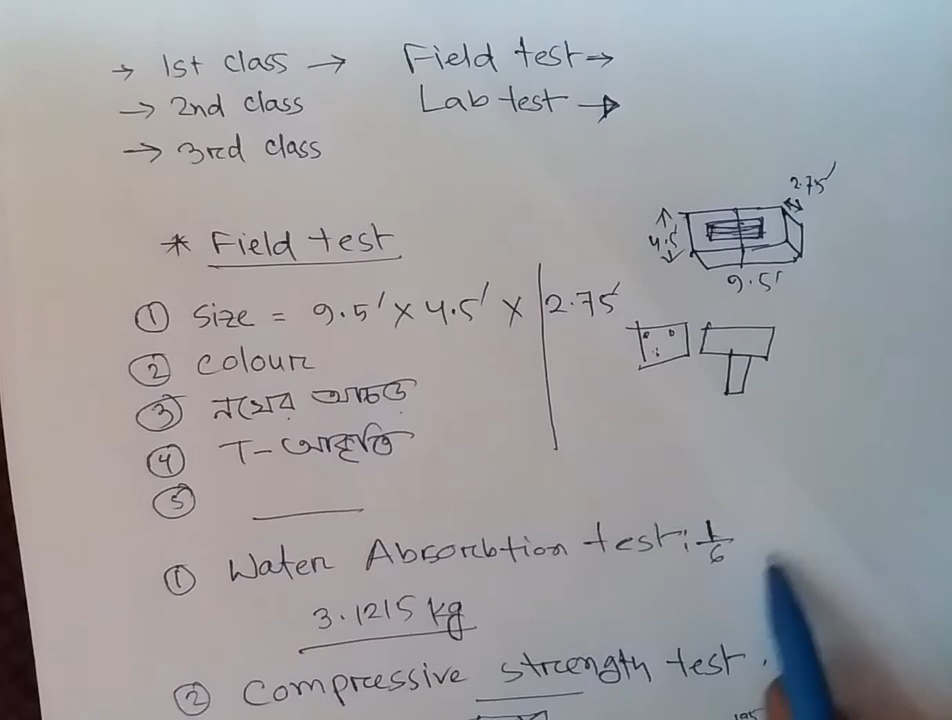 → 1st class → Field test →
→ 2nd class Lab test →
→ 3rd class
2.75'
4.5'
9.5'
* Field test
① Size = 9.5' × 4.5' × 2.75'
② colour
③ নখের আচড়
④ T-আকৃতি
⑤
① Water Absorbtion test: 1/6
3.1215 kg
② Compressive strength test.